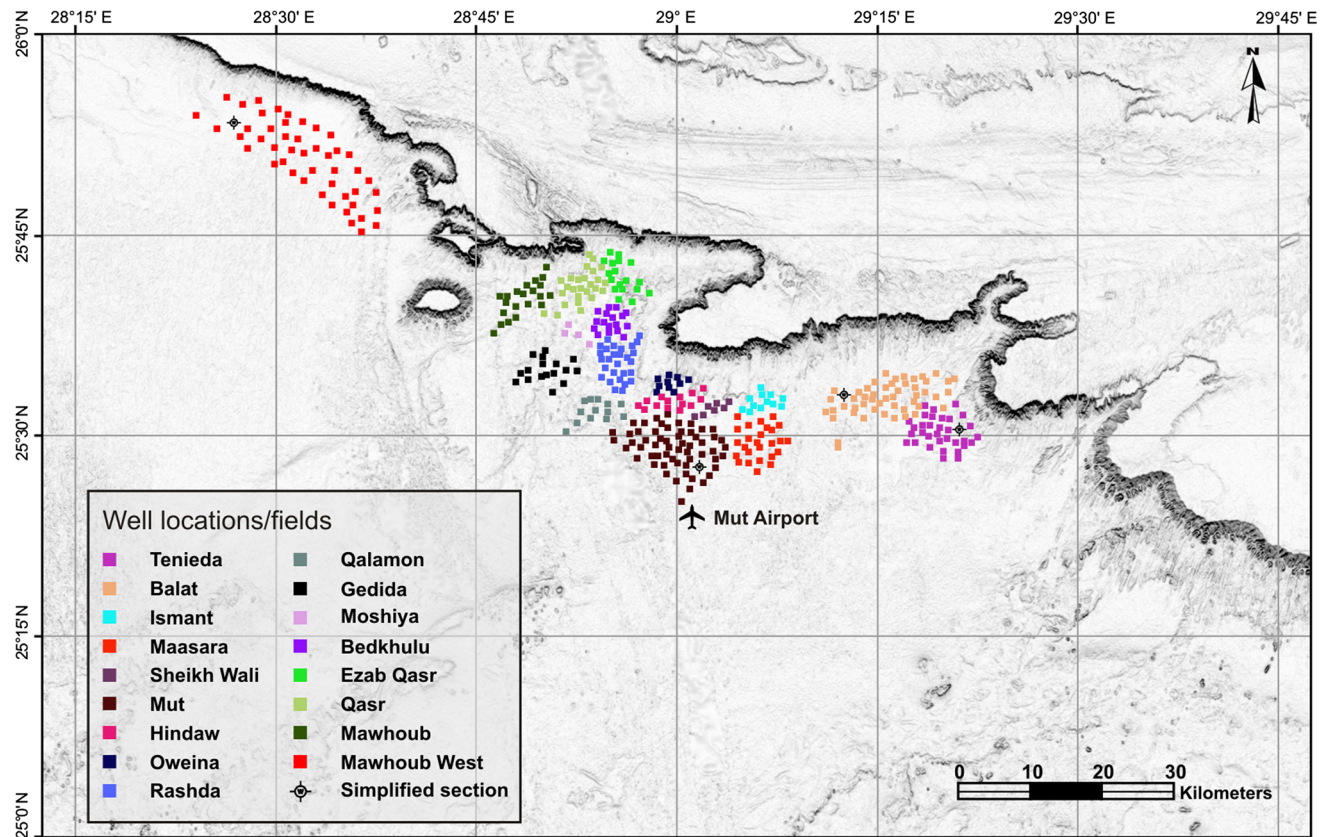 28°15' E 28°30' E 28°45' E 29°0' E 29°15' E 29°30' E 29°45' E
26°0'N
N
25°45'N
25°30'N
25°15'N
25°0'N
Mut Airport
Well locations/fields
Tenieda
Balat
Ismant
Maasara
Sheikh Wali
Mut
Hindaw
Oweina
Rashda
Qalamon
Gedida
Moshiya
Bedkhulu
Ezab Qasr
Qasr
Mawhoub
Mawhoub West
Simplified section
0 10 20 30
Kilometers